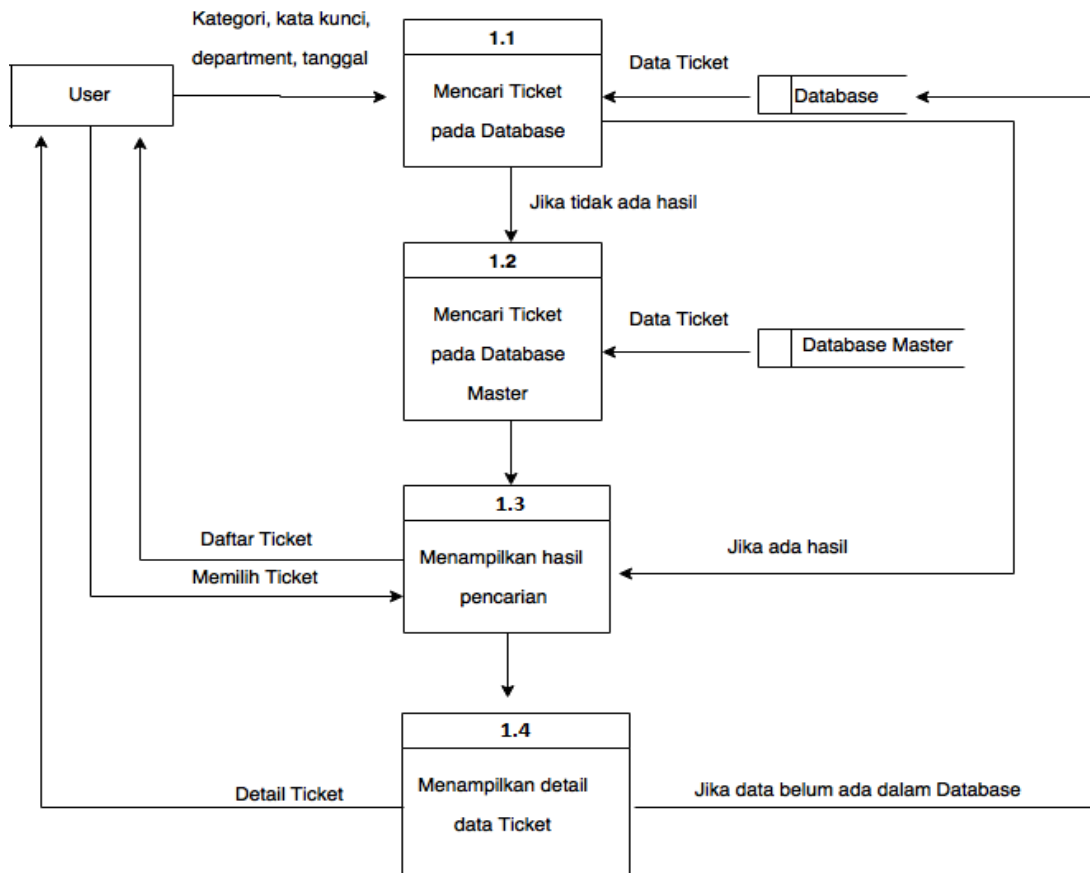 Kategori, kata kunci,
department, tanggal
User
1.1
Mencari Ticket
pada Database
Data Ticket
Database
Jika tidak ada hasil
1.2
Mencari Ticket
pada Database
Master
Data Ticket
Database Master
1.3
Menampilkan hasil
pencarian
Daftar Ticket
Memilih Ticket
Jika ada hasil
1.4
Menampilkan detail
data Ticket
Detail Ticket
Jika data belum ada dalam Database